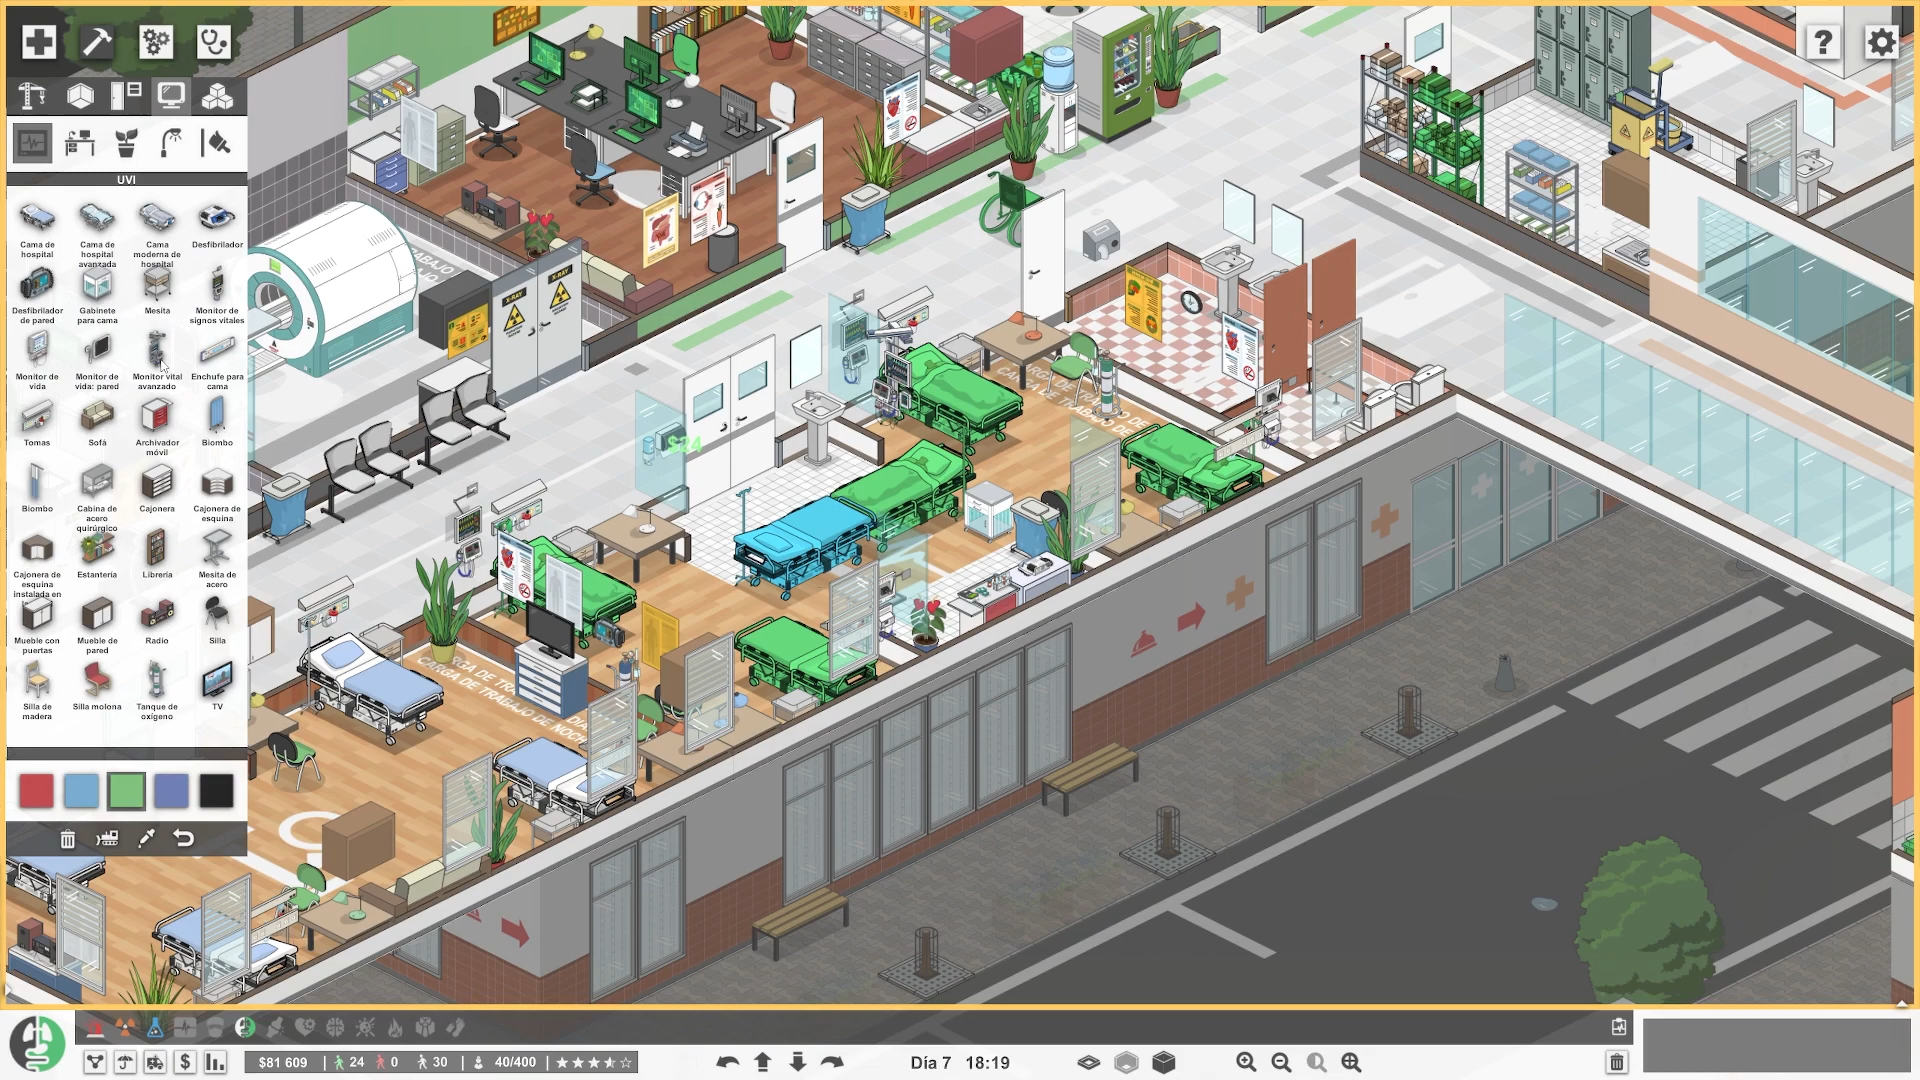 UVI
Cama de
hospital
Cama de
hospital
avanzada
Cama
moderna de
hospital
Desfibrilador
Desfibrilador
de pared
Gabinete
para cama
Mesita
Monitor de
signos vitales
Monitor de
vida
Monitor de
vida: pared
Monitor vital
avanzado
Enchufe para
cama
Tomas
Sofá
Archivador
móvil
Biombo
Biombo
Cabina de
acero
quirúrgico
Cajonera
Cajonera de
esquina
Cajonera de
esquina
instalada en
Estantería
Librería
Mesita de
acero
Mueble con
puertas
Mueble de
pared
Radio
Silla
Silla de
madera
Silla molona
Tanque de
oxígeno
TV
X-RAY
X-RAY
$24
$81 609
24
0
30
40/400
Día 7 18:19
?